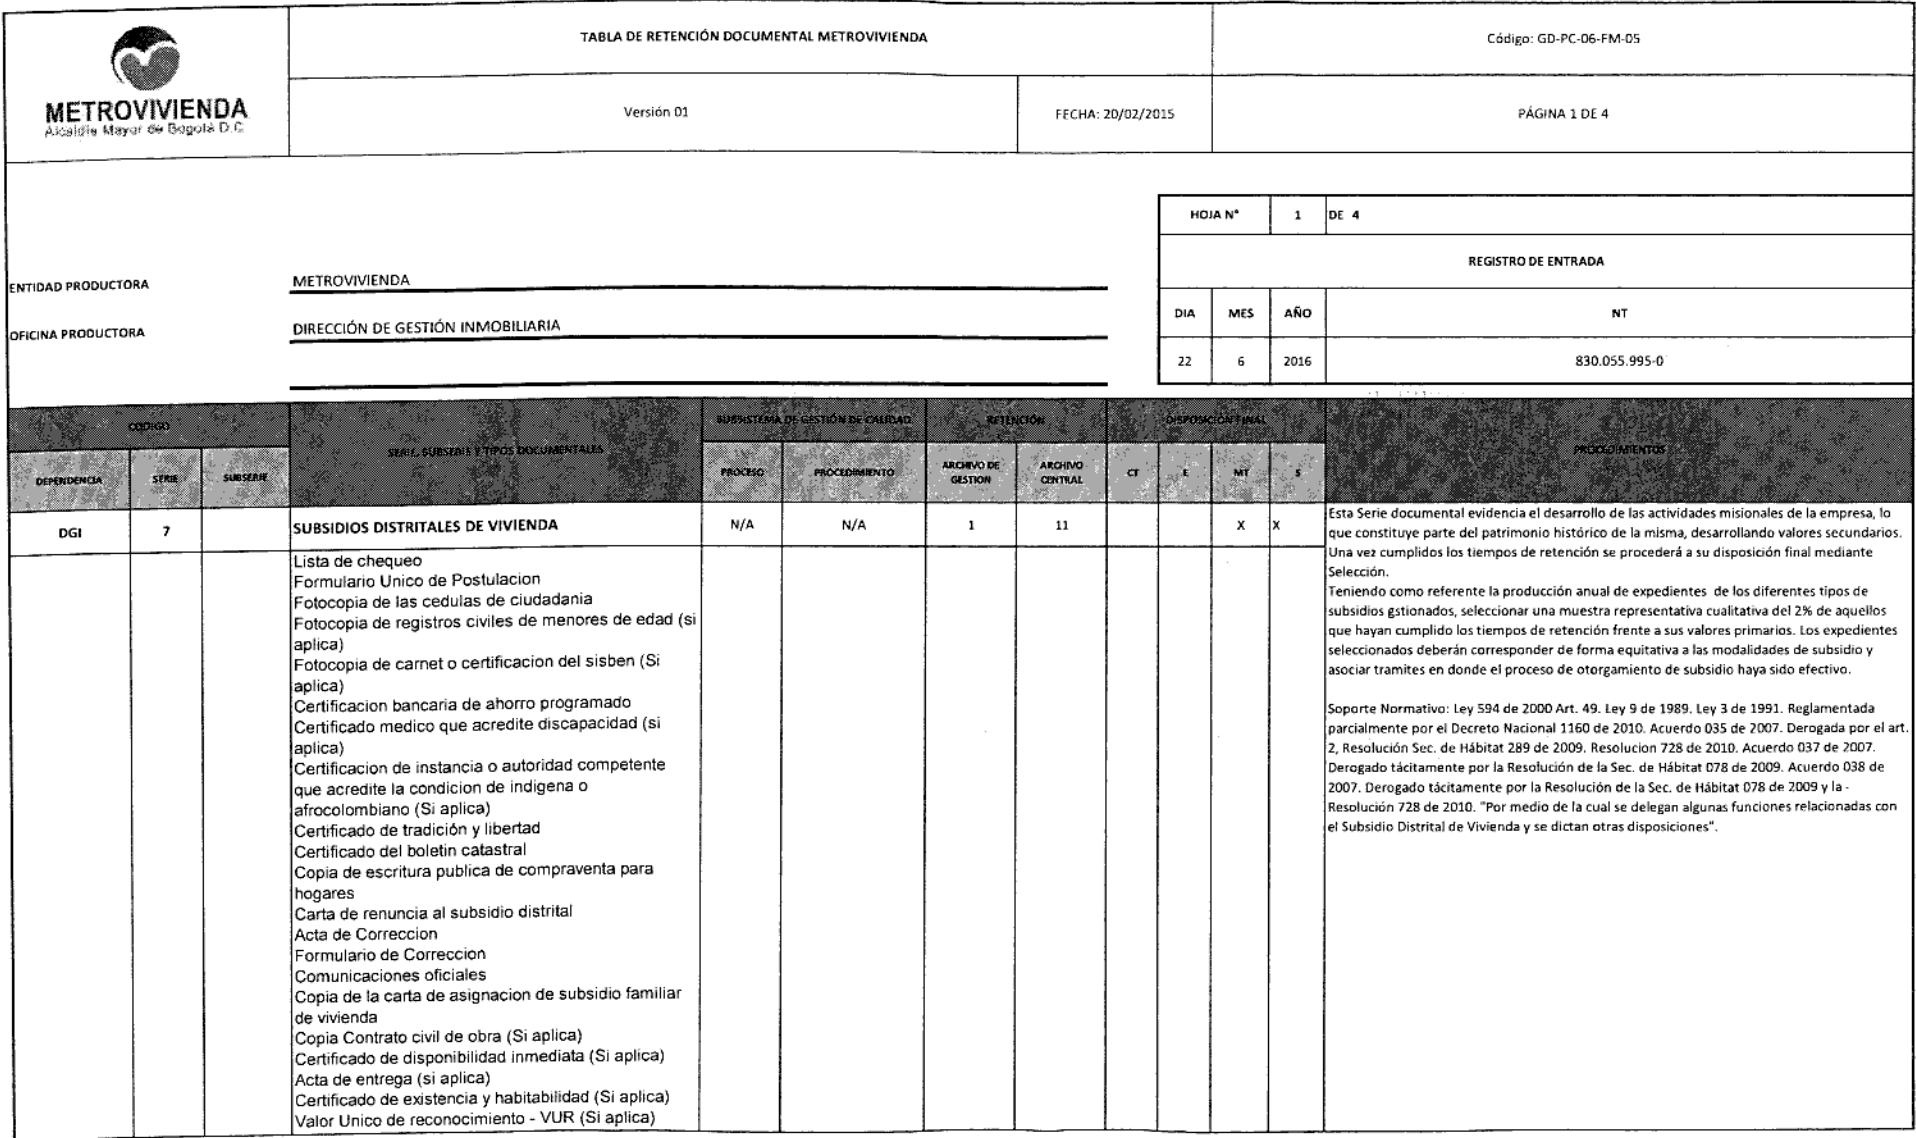 METROVIVIENDA
Alcaldía Mayor de Bogotá D.C.
TABLA DE RETENCIÓN DOCUMENTAL METROVIVIENDA
Código: GD-PC-06-FM-05
Versión 01
FECHA: 20/02/2015
PÁGINA 1 DE 4
HOJA N° 1 DE 4
REGISTRO DE ENTRADA
ENTIDAD PRODUCTORA METROVIVIENDA
DIA MES AÑO NT
OFICINA PRODUCTORA DIRECCIÓN DE GESTIÓN INMOBILIARIA
22 6 2016 830.055.995-0
CODIGO
SERIE, SUBSERIE Y TIPOS DOCUMENTALES
SUBSISTEMA DE GESTIÓN DE CALIDAD
RETENCIÓN
DISPOSICION FINAL
PROCEDIMIENTOS
DEPENDENCIA SERIE SUBSERIE
PROCESO PROCEDIMIENTO
ARCHIVO DE
GESTION
ARCHIVO
CENTRAL
CT E MT S
DGI 7 SUBSIDIOS DISTRITALES DE VIVIENDA N/A N/A 1 11 X X
Lista de chequeo
Formulario Unico de Postulacion
Fotocopia de las cedulas de ciudadania
Fotocopia de registros civiles de menores de edad (si
aplica)
Fotocopia de carnet o certificacion del sisben (Si
aplica)
Certificacion bancaria de ahorro programado
Certificado medico que acredite discapacidad (si
aplica)
Certificacion de instancia o autoridad competente
que acredite la condicion de indigena o
afrocolombiano (Si aplica)
Certificado de tradición y libertad
Certificado del boletin catastral
Copia de escritura publica de compraventa para
hogares
Carta de renuncia al subsidio distrital
Acta de Correccion
Formulario de Correccion
Comunicaciones oficiales
Copia de la carta de asignacion de subsidio familiar
de vivienda
Copia Contrato civil de obra (Si aplica)
Certificado de disponibilidad inmediata (Si aplica)
Acta de entrega (si aplica)
Certificado de existencia y habitabilidad (Si aplica)
Valor Unico de reconocimiento - VUR (Si aplica)
Esta Serie documental evidencia el desarrollo de las actividades misionales de la empresa, lo
que constituye parte del patrimonio histórico de la misma, desarrollando valores secundarios.
Una vez cumplidos los tiempos de retención se procederá a su disposición final mediante
Selección.
Teniendo como referente la producción anual de expedientes de los diferentes tipos de
subsidios gstionados, seleccionar una muestra representativa cualitativa del 2% de aquellos
que hayan cumplido los tiempos de retención frente a sus valores primarios. Los expedientes
seleccionados deberán corresponder de forma equitativa a las modalidades de subsidio y
asociar tramites en donde el proceso de otorgamiento de subsidio haya sido efectivo.
Soporte Normativo: Ley 594 de 2000 Art. 49. Ley 9 de 1989. Ley 3 de 1991. Reglamentada
parcialmente por el Decreto Nacional 1160 de 2010. Acuerdo 035 de 2007. Derogada por el art.
2, Resolución Sec. de Hábitat 289 de 2009. Resolucion 728 de 2010. Acuerdo 037 de 2007.
Derogado tácitamente por la Resolución de la Sec. de Hábitat 078 de 2009. Acuerdo 038 de
2007. Derogado tácitamente por la Resolución de la Sec. de Hábitat 078 de 2009 y la -
Resolución 728 de 2010. "Por medio de la cual se delegan algunas funciones relacionadas con
el Subsidio Distrital de Vivienda y se dictan otras disposiciones".